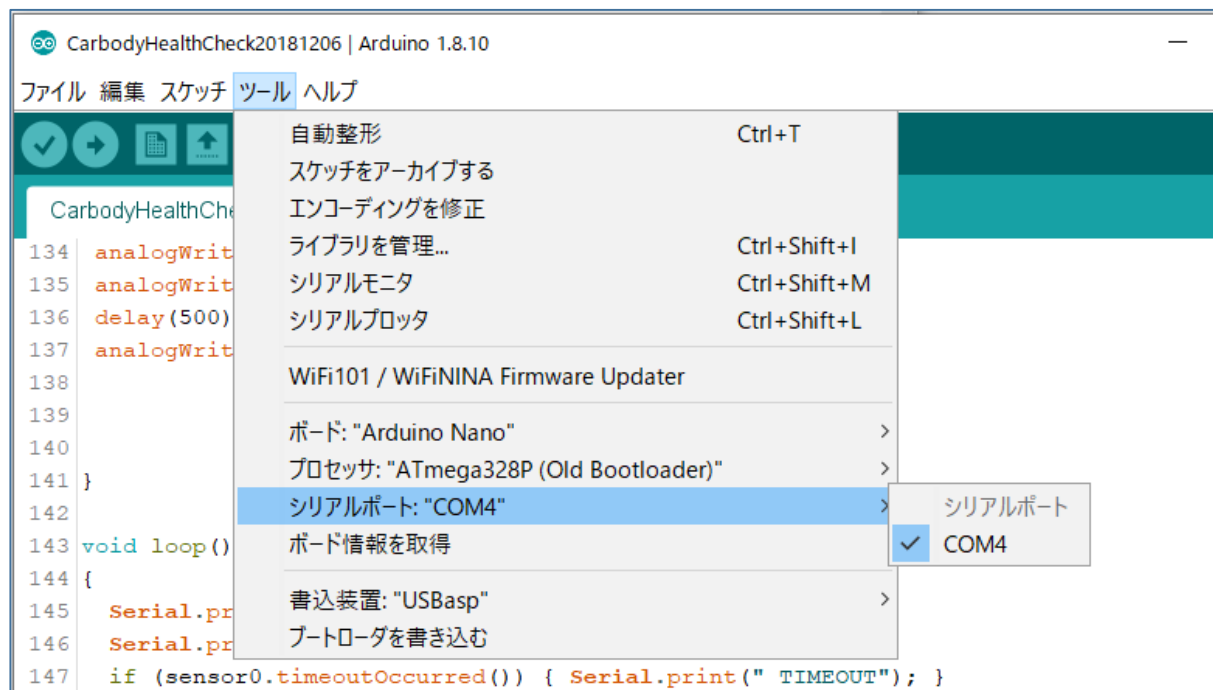 CarbodyHealthCheck20181206 | Arduino 1.8.10
ファイル 編集 スケッチ ツール ヘルプ
自動整形 Ctrl+T
スケッチをアーカイブする
エンコーディングを修正
ライブラリを管理... Ctrl+Shift+I
シリアルモニタ Ctrl+Shift+M
シリアルプロッタ Ctrl+Shift+L
WiFi101 / WiFiNINA Firmware Updater
ボード: "Arduino Nano"
プロセッサ: "ATmega328P (Old Bootloader)"
シリアルポート: "COM4"
ボード情報を取得
書込装置: "USBasp"
ブートローダを書き込む
シリアルポート
COM4
CarbodyHealthChe
134 analogWrit
135 analogWrit
136 delay(500)
137 analogWrit
138
139
140
141 }
142
143 void loop()
144 {
145 Serial.pr
146 Serial.pr
147 if (sensor0.timeoutOccurred()) { Serial.print(" TIMEOUT"); }